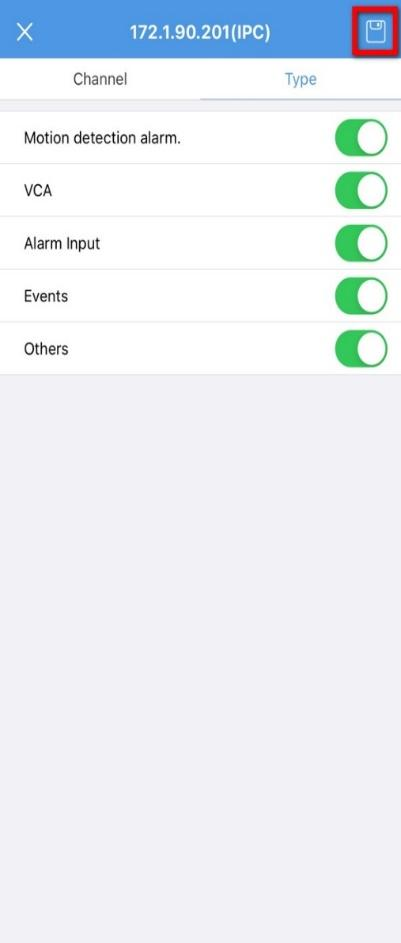 172.1.90.201(IPC)
Channel Type
Motion detection alarm.
VCA
Alarm Input
Events
Others